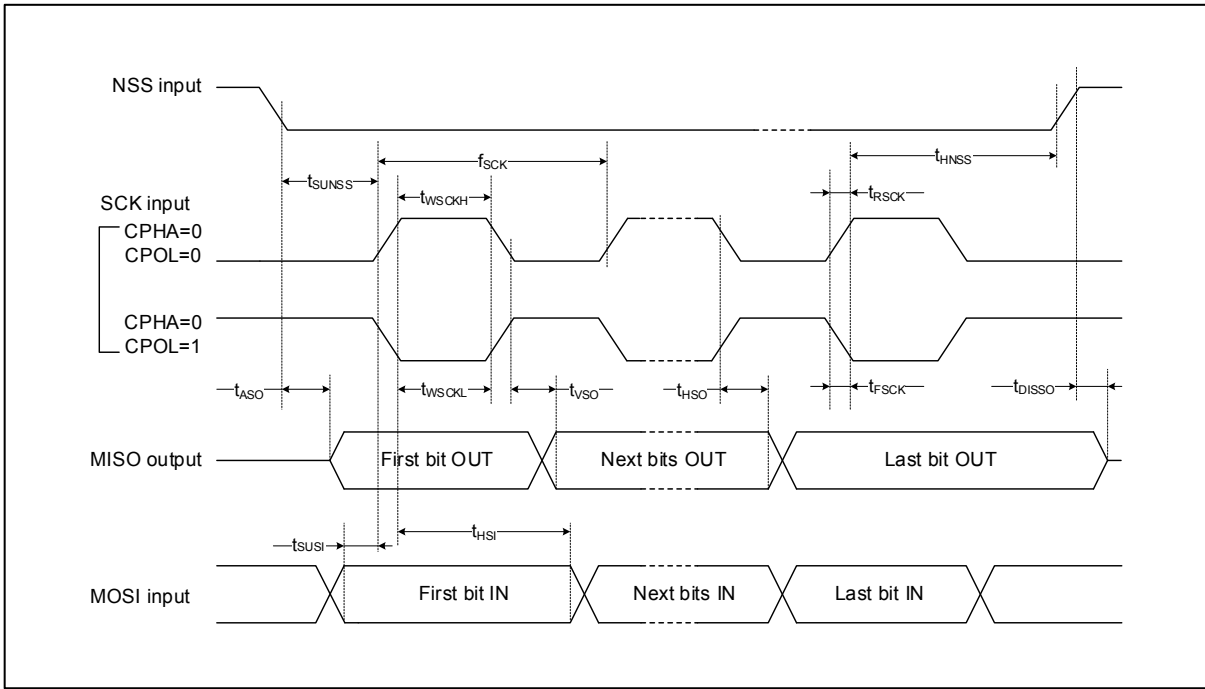 NSS input
fSCK
tHNSS
tSUNSS
tWSCKH
tRSCK
SCK input
CPHA=0
CPOL=0
CPHA=0
CPOL=1
tASO
tWSCKL
tVSO
tHSO
tFSCK
tDISSO
MISO output
First bit OUT
Next bits OUT
Last bit OUT
tSUSI
tHSI
MOSI input
First bit IN
Next bits IN
Last bit IN